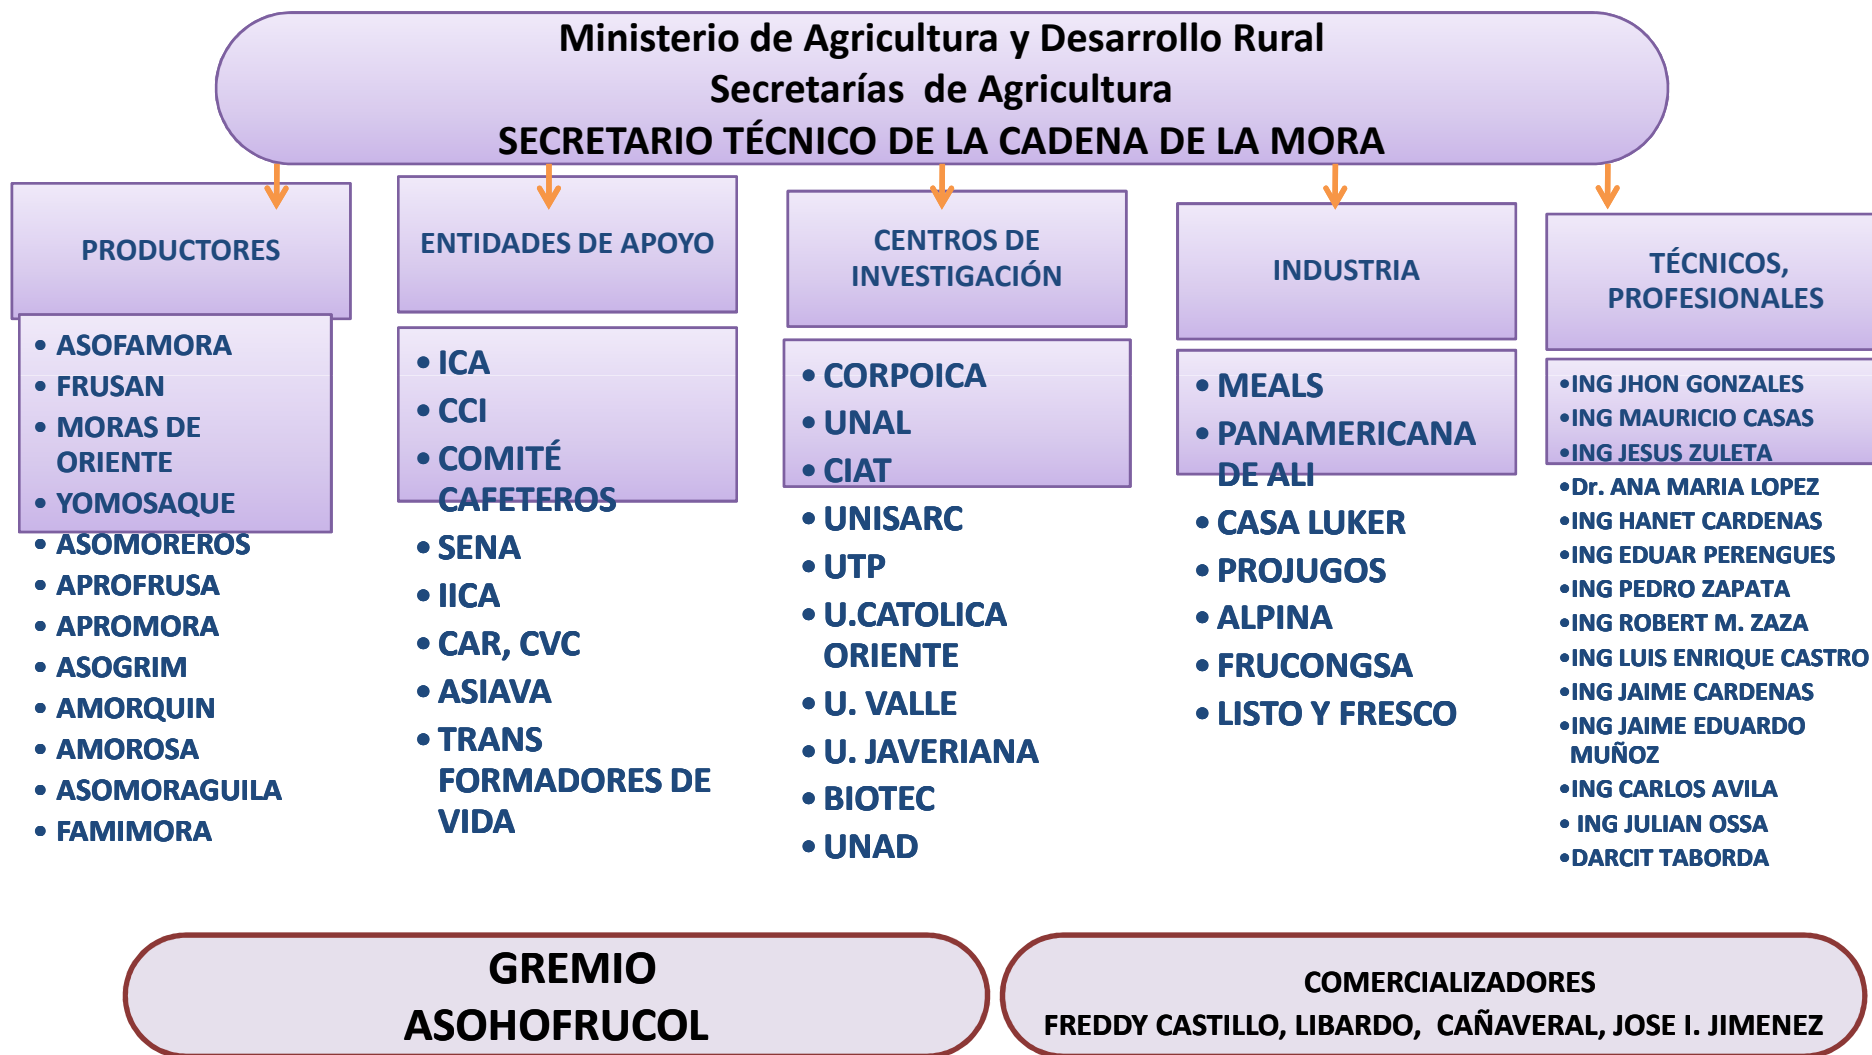 Ministerio de Agricultura y Desarrollo Rural
Secretarías de Agricultura
SECRETARIO TÉCNICO DE LA CADENA DE LA MORA
PRODUCTORES
• ASOFAMORA
• FRUSAN
• MORAS DE
ORIENTE
• YOMOSAQUE
• ASOMOREROS
• APROFRUSA
• APROMORA
• ASOGRIM
• AMORQUIN
• AMOROSA
• ASOMORAGUILA
• FAMIMORA
ENTIDADES DE APOYO
• ICA
• CCI
• COMITÉ
CAFETEROS
• SENA
• IICA
• CAR, CVC
• ASIAVA
• TRANS
FORMADORES DE
VIDA
CENTROS DE
INVESTIGACIÓN
• CORPOICA
• UNAL
• CIAT
• UNISARC
• UTP
• U.CATOLICA
ORIENTE
• U. VALLE
• U. JAVERIANA
• BIOTEC
• UNAD
INDUSTRIA
• MEALS
• PANAMERICANA
DE ALI
• CASA LUKER
• PROJUGOS
• ALPINA
• FRUCONGSA
• LISTO Y FRESCO
TÉCNICOS,
PROFESIONALES
•ING JHON GONZALES
•ING MAURICIO CASAS
•ING JESUS ZULETA
•Dr. ANA MARIA LOPEZ
•ING HANET CARDENAS
•ING EDUAR PERENGUES
•ING PEDRO ZAPATA
•ING ROBERT M. ZAZA
•ING LUIS ENRIQUE CASTRO
•ING JAIME CARDENAS
•ING JAIME EDUARDO
MUÑOZ
•ING CARLOS AVILA
• ING JULIAN OSSA
•DARCIT TABORDA
GREMIO
ASOHOFRUCOL
COMERCIALIZADORES
FREDDY CASTILLO, LIBARDO, CAÑAVERAL, JOSE I. JIMENEZ